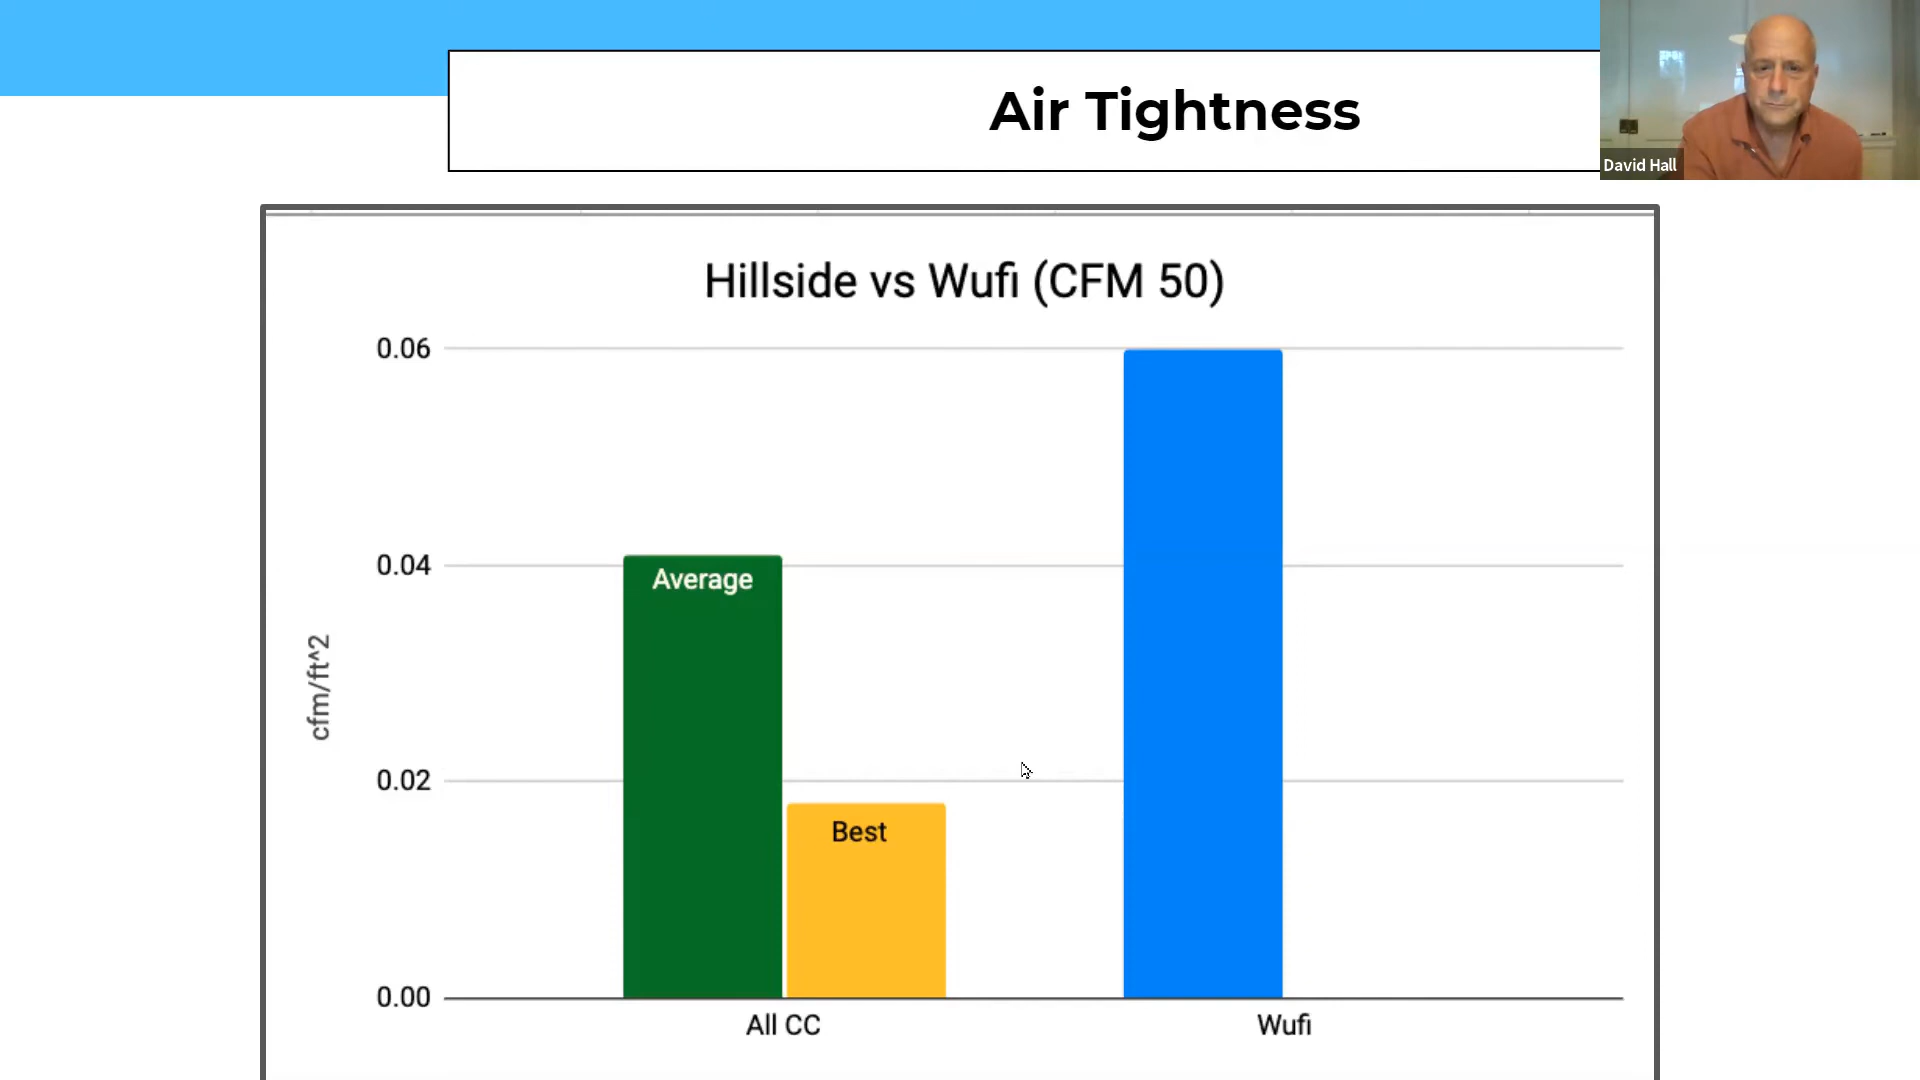 Air Tightness
David Hall
Hillside vs Wufi (CFM 50)
0.06
0.04
0.02
0.00
cfm/ft^2
Average
Best
All CC
Wufi